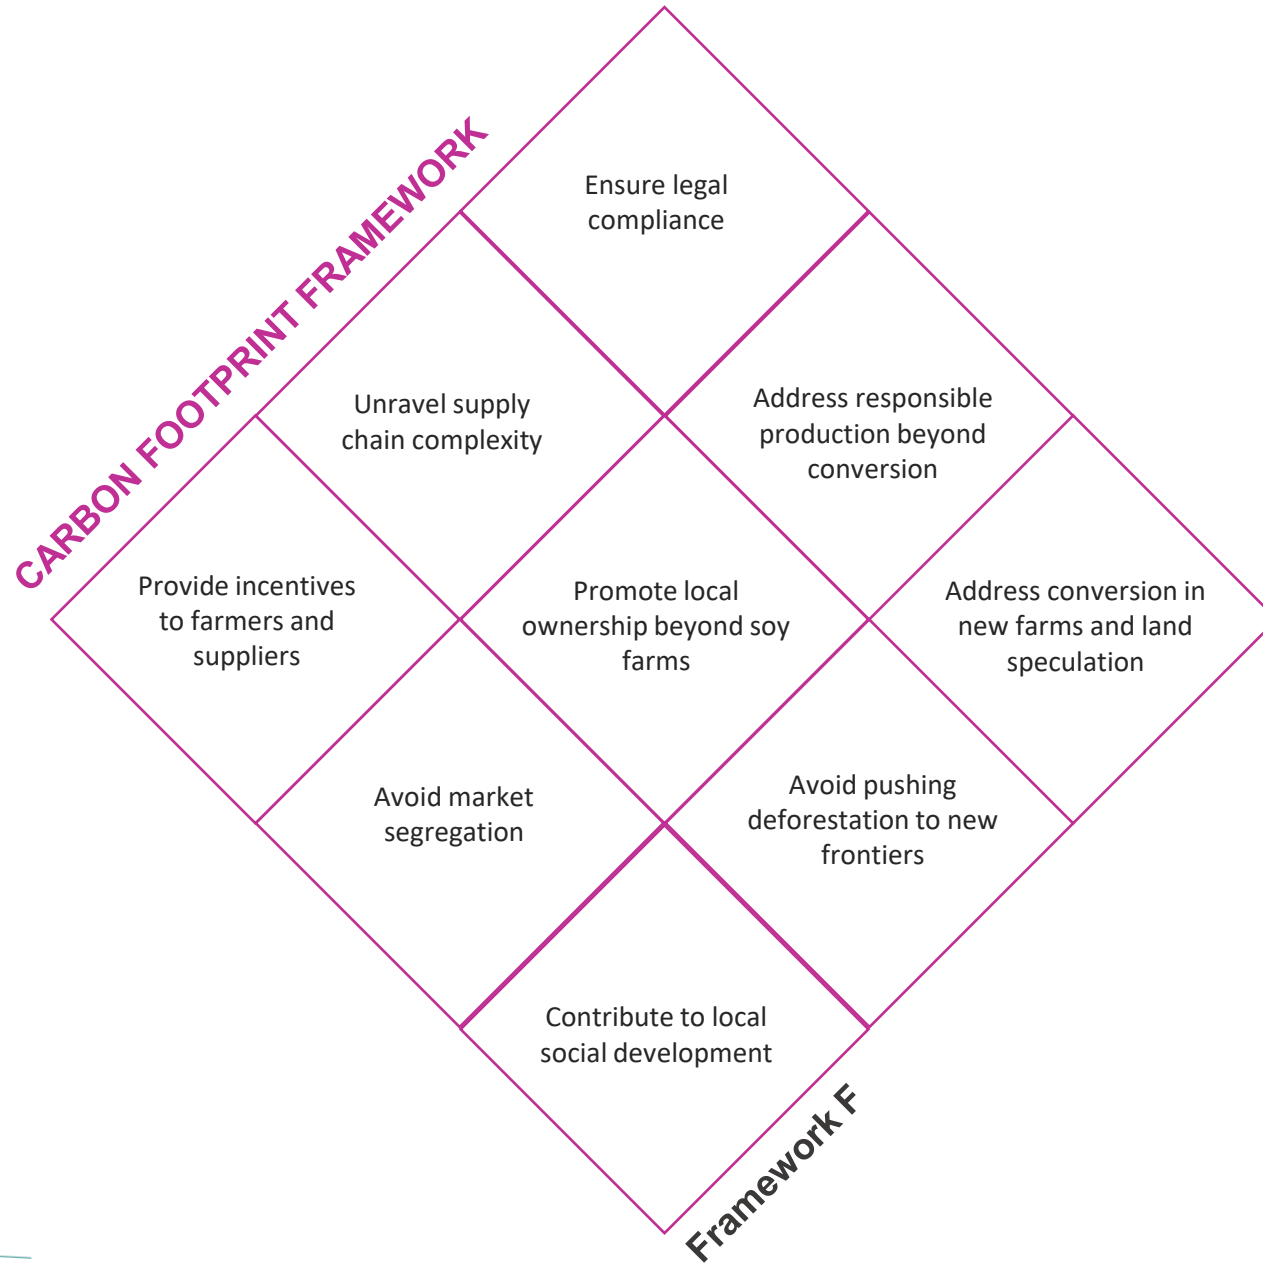 CARBON FOOTPRINT FRAMEWORK
Ensure legal
compliance
Unravel supply
chain complexity
Address responsible
production beyond
conversion
Provide incentives
to farmers and
suppliers
Promote local
ownership beyond soy
farms
Address conversion in
new farms and land
speculation
Avoid market
segregation
Avoid pushing
deforestation to new
frontiers
Contribute to local
social development
Framework F